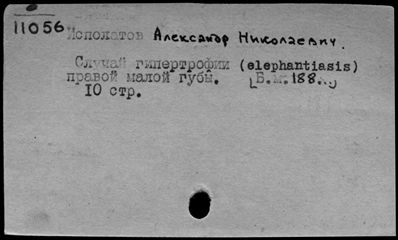 11056
Исполатов Александр Николаевич.
Случай гипертрофии (elephantiasis)
правой малой губы. [Б.м. 188
10 стр.